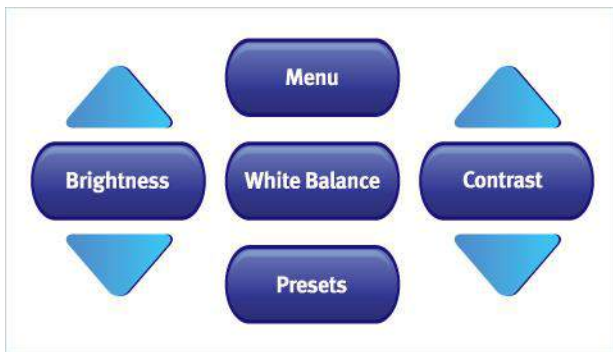 Menu
Brightness
White Balance
Contrast
Presets